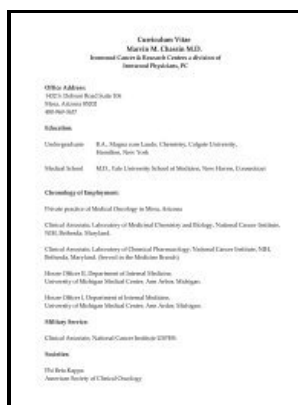 Curriculum Vitae
Marvin M. Chassin M.D.
Ironwood Cancer & Research Centers a division of
Ironwood Physicians, PC
Office Address:
Dobson Road Suite
Mesa, Arizona
Education:
Undergraduate B.A., Magna cum Laude, Chemistry, Colgate University,
Hamilton, New York
Medical School M.D., Yale University School of Medicine, New Haven, Connecticut
Chronology of Employment:
Private practice of Medical Oncology in Mesa, Arizona
Clinical Associate, Laboratory of Medicinal Chemistry and Biology, National Cancer Institute,
NIH, Bethesda, Maryland.
Clinical Associate, Laboratory of Chemical Pharmacology, National Cancer Institute, NIH,
Bethesda, Maryland. (Served in the Medicine Branch)
House Officer II, Department of Internal Medicine.
University of Michigan Medical Center, Ann Arbor, Michigan
House Officer I, Department of Internal Medicine.
University of Michigan Medical Center, Ann Arbor, Michigan.
Military Service:
Clinical Associate, National Cancer Institute (USPHS)
Societies:
Phi Beta Kappa
American Society of Clinical Oncology